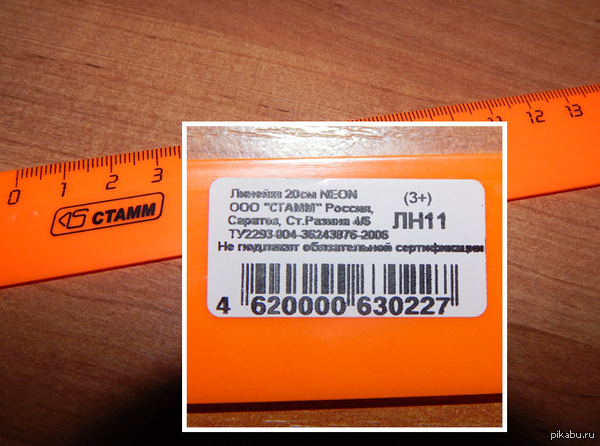 0 1 2 3
СТАММ
11 12 13
Линейка 20см NEON
ООО "СТАММ" Россия,
Саратов, Ст.Разина 4/5
ТУ2293-004-36243976-2006
Не подлежит обязательной сертификации
(3+)
ЛН11
4 620000 630227
pikabu.ru